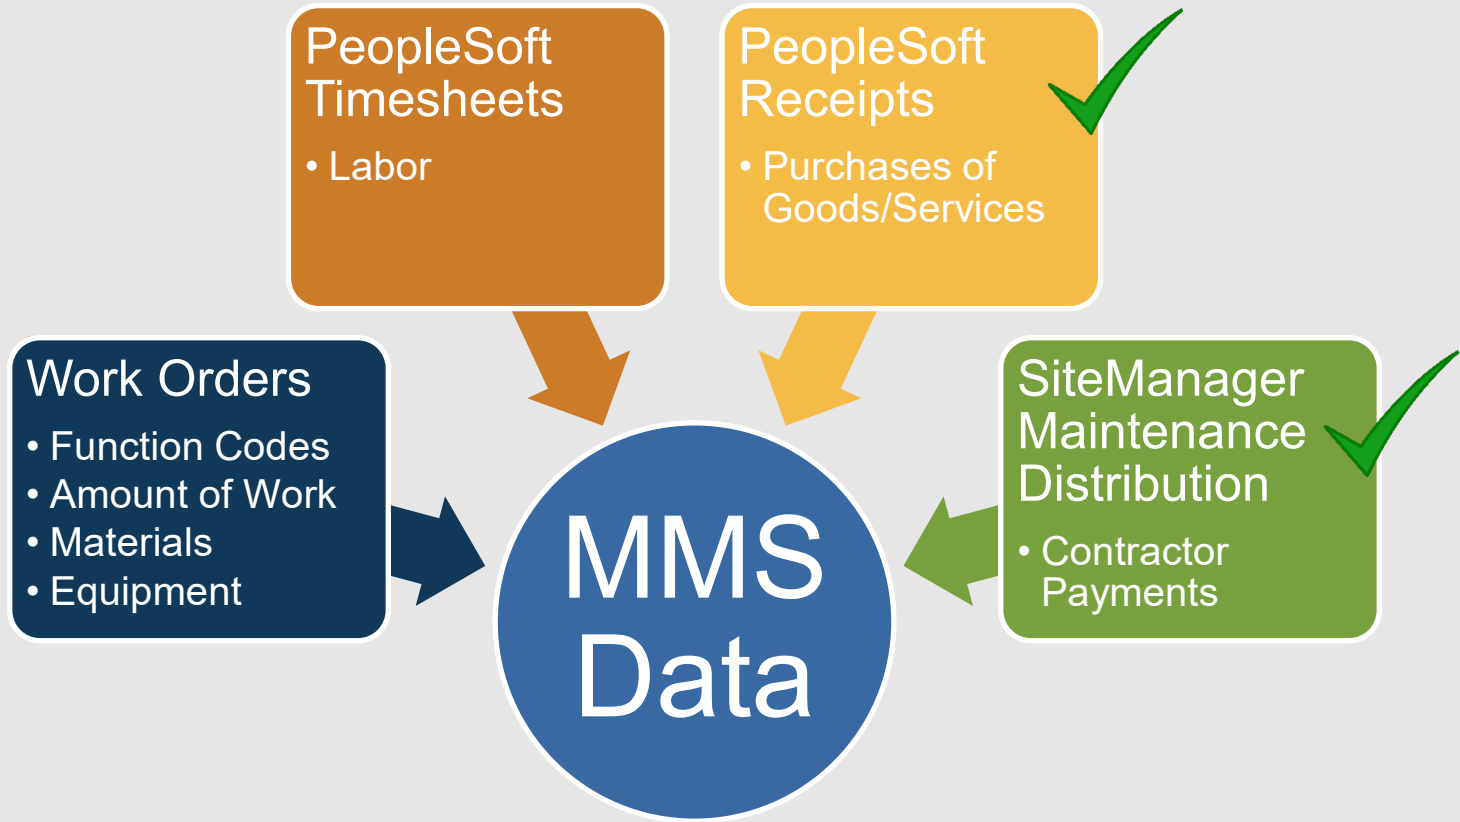 PeopleSoft
Timesheets
• Labor
PeopleSoft
Receipts
• Purchases of
Goods/Services
Work Orders
• Function Codes
• Amount of Work
• Materials
• Equipment
SiteManager
Maintenance
Distribution
• Contractor
Payments
MMS
Data